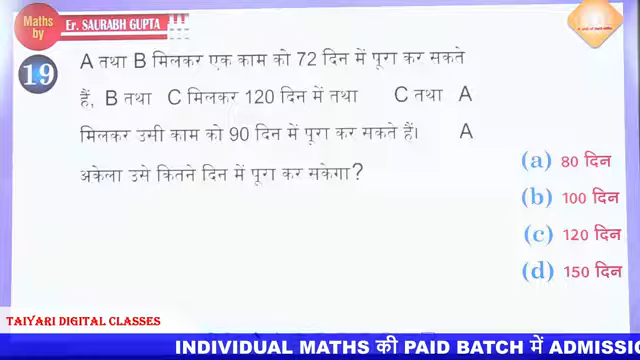 Maths
by
Er. SAURABH GUPTA
19
A तथा B मिलकर एक काम को 72 दिन में पूरा कर सकते
हैं, B तथा C मिलकर 120 दिन में तथा C तथा A
मिलकर उसी काम को 90 दिन में पूरा कर सकते हैं। A
अकेला उसे कितने दिन में पूरा कर सकेगा?
(a) 80 दिन
(b) 100 दिन
(c) 120 दिन
(d) 150 दिन
TAIYARI DIGITAL CLASSES
INDIVIDUAL MATHS की PAID BATCH में ADMISS